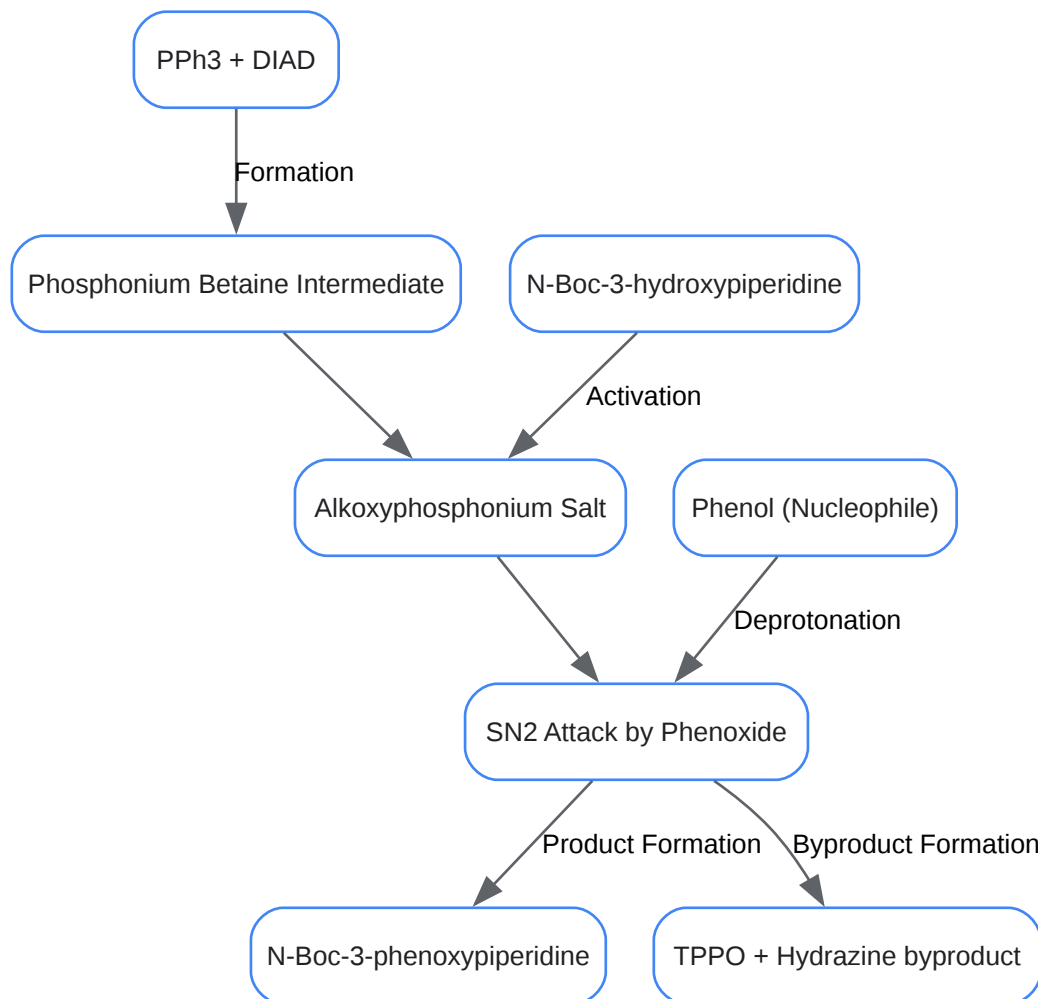 PPh3 + DIAD
Formation
Phosphonium Betaine Intermediate
N-Boc-3-hydroxypiperidine
Activation
Alkoxyphosphonium Salt
Phenol (Nucleophile)
Deprotonation
SN2 Attack by Phenoxide
Product Formation
Byproduct Formation
N-Boc-3-phenoxypiperidine
TPPO + Hydrazine byproduct